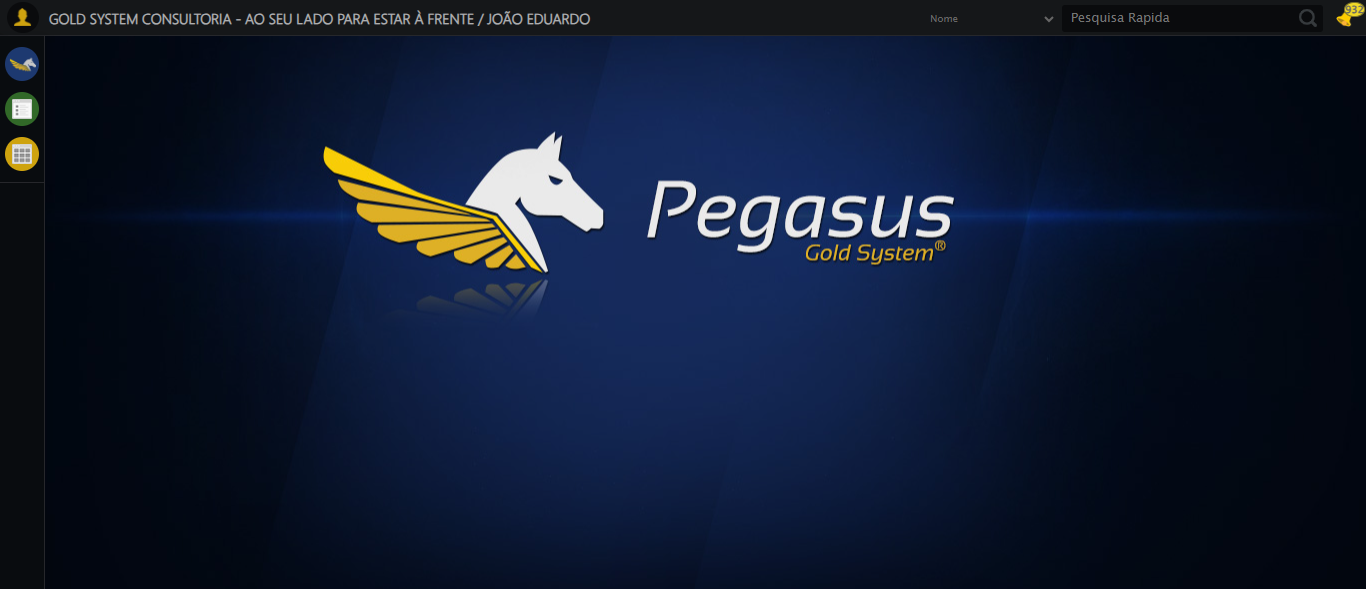 GOLD SYSTEM CONSULTORIA - AO SEU LADO PARA ESTAR À FRENTE / JOÃO EDUARDO
Nome
Pesquisa Rapida
932
Pegasus
Gold System®